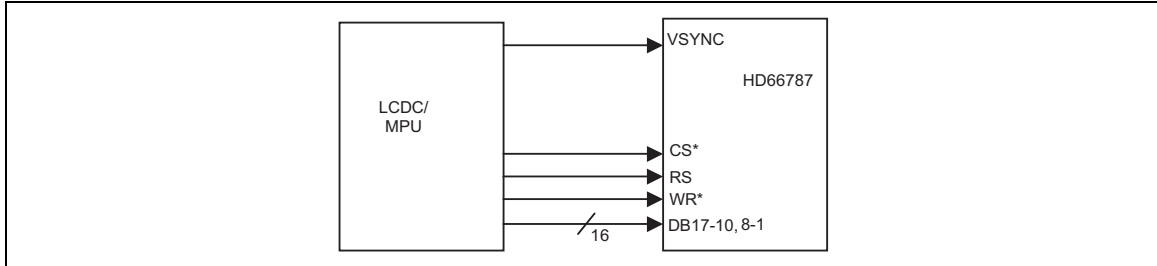 VSYNC
HD66787
LCDC/
MPU
CS*
RS
WR*
DB17-10, 8-1
16